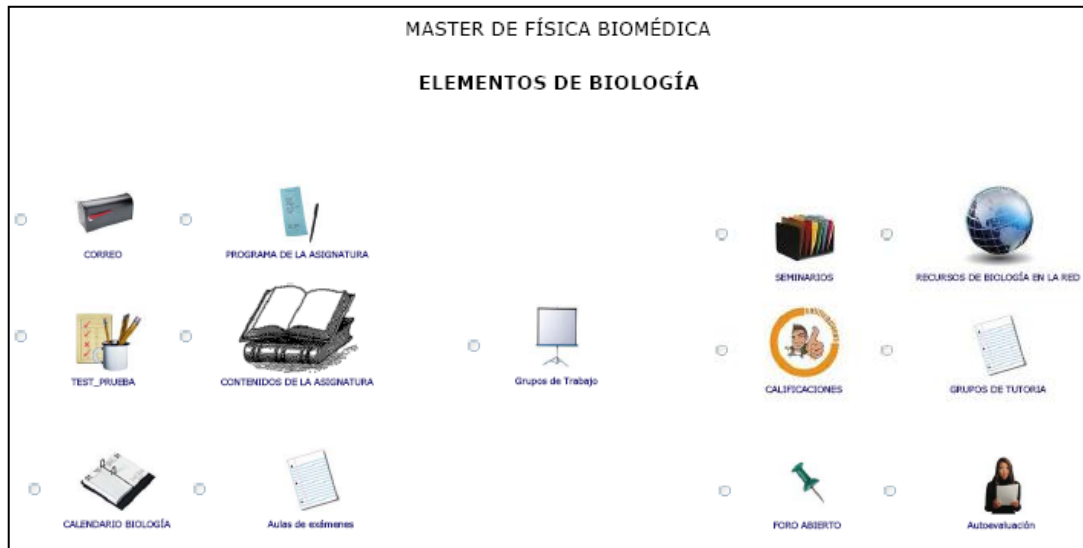 MASTER DE FÍSICA BIOMÉDICA
ELEMENTOS DE BIOLOGÍA
CORREO
PROGRAMA DE LA ASIGNATURA
SEMINARIOS
RECURSOS DE BIOLOGÍA EN LA RED
TEST_PRUEBA
CONTENIDOS DE LA ASIGNATURA
Grupos de Trabajo
CALIFICACIONES
GRUPOS DE TUTORIA
CALENDARIO BIOLOGÍA
Aulas de exámenes
FORO ABIERTO
Autoevaluación